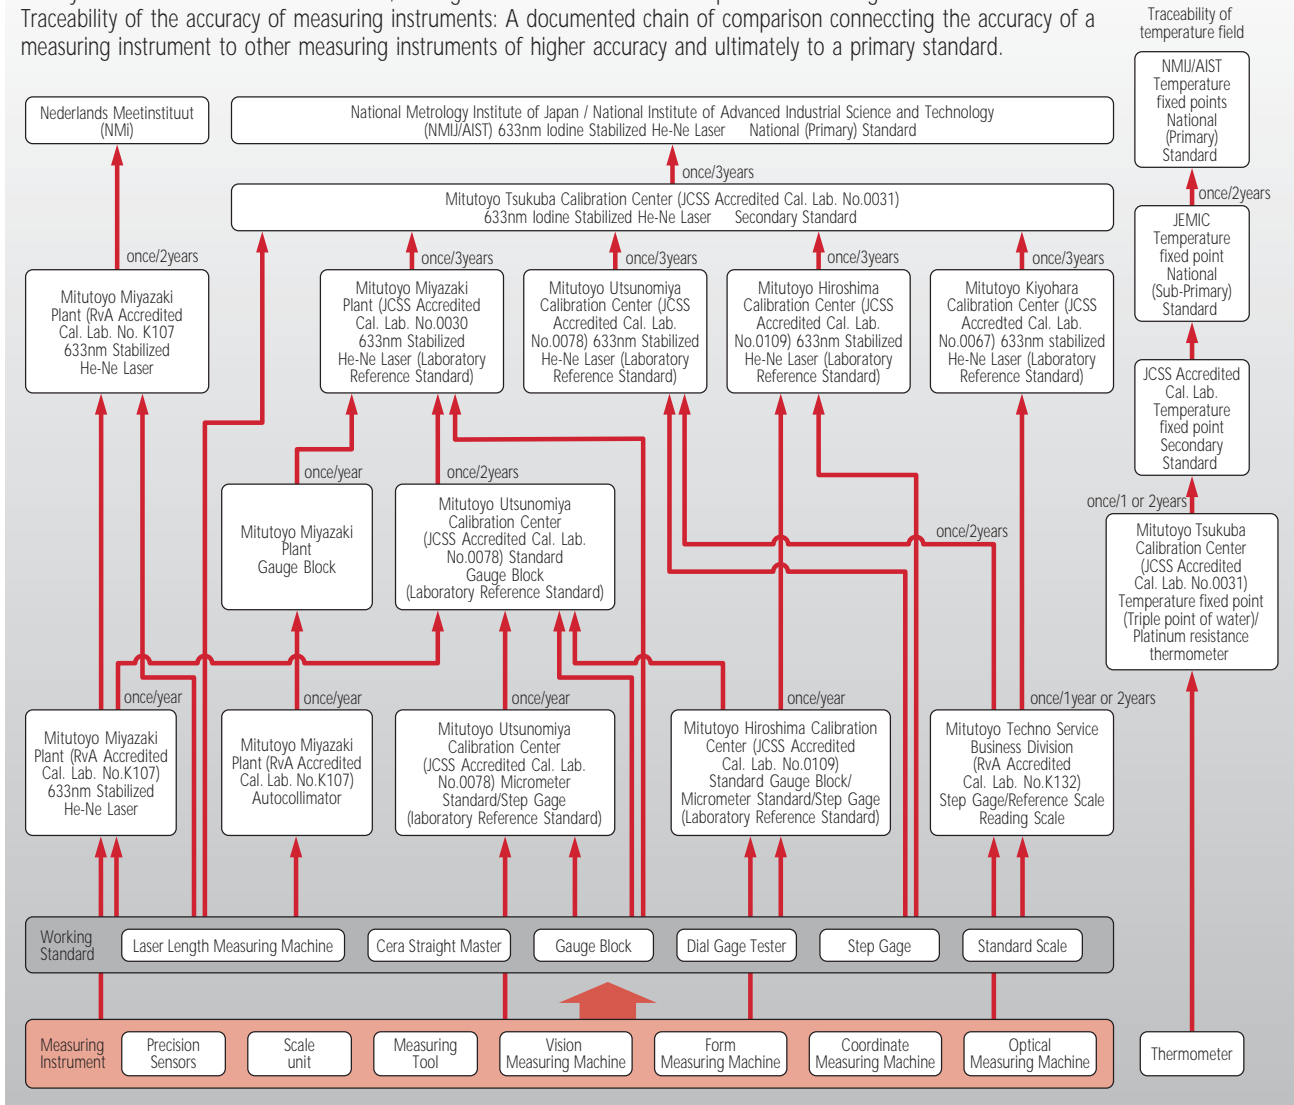 Traceability of the accuracy of measuring instruments: A documented chain of comparison conneccting the accuracy of a
measuring instrument to other measuring instruments of higher accuracy and ultimately to a primary standard.
Traceability of
temperature field
Nederlands Meetinstituut
(NMi)
National Metrology Institute of Japan / National Institute of Advanced Industrial Science and Technology
(NMIJ/AIST) 633nm Iodine Stabilized He-Ne Laser National (Primary) Standard
NMIJ/AIST
Temperature
fixed points
National
(Primary)
Standard
once/3years
Mitutoyo Tsukuba Calibration Center (JCSS Accredited Cal. Lab. No.0031)
633nm Iodine Stabilized He-Ne Laser Secondary Standard
once/2years
JEMIC
Temperature
fixed point
National
(Sub-Primary)
Standard
once/2years
once/3years
once/3years
once/3years
once/3years
Mitutoyo Miyazaki
Plant (RvA Accredited
Cal. Lab. No. K107
633nm Stabilized
He-Ne Laser
Mitutoyo Miyazaki
Plant (JCSS Accredited
Cal. Lab. No.0030
633nm Stabilized
He-Ne Laser (Laboratory
Reference Standard)
Mitutoyo Utsunomiya
Calibration Center (JCSS
Accredited Cal. Lab.
No.0078) 633nm Stabilized
He-Ne Laser (Laboratory
Reference Standard)
Mitutoyo Hiroshima
Calibration Center (JCSS
Accredited Cal. Lab.
No.0109) 633nm Stabilized
He-Ne Laser (Laboratory
Reference Standard)
Mitutoyo Kiyohara
Calibration Center (JCSS
Accredted Cal. Lab.
No.0067) 633nm stabilized
He-Ne Laser (Laboratory
Reference Standard)
JCSS Accredited
Cal. Lab.
Temperature
fixed point
Secondary
Standard
once/year
once/2years
once/1 or 2years
Mitutoyo Miyazaki
Plant
Gauge Block
Mitutoyo Utsunomiya
Calibration Center
(JCSS Accredited Cal. Lab.
No.0078) Standard
Gauge Block
(Laboratory Reference Standard)
once/2years
Mitutoyo Tsukuba
Calibration Center
(JCSS Accredited
Cal. Lab. No.0031)
Temperature fixed point
(Triple point of water)/
Platinum resistance
thermometer
once/year
once/year
once/year
once/year
once/1year or 2years
Mitutoyo Miyazaki
Plant (RvA Accredited
Cal. Lab. No.K107)
633nm Stabilized
He-Ne Laser
Mitutoyo Miyazaki
Plant (RvA Accredited
Cal. Lab. No.K107)
Autocollimator
Mitutoyo Utsunomiya
Calibration Center
(JCSS Accredited Cal. Lab.
No.0078) Micrometer
Standard/Step Gage
(laboratory Reference Standard)
Mitutoyo Hiroshima Calibration
Center (JCSS Accredited
Cal. Lab. No.0109)
Standard Gauge Block/
Micrometer Standard/Step Gage
(Laboratory Reference Standard)
Mitutoyo Techno Service
Business Division
(RvA Accredited
Cal. Lab. No.K132)
Step Gage/Reference Scale
Reading Scale
Working
Standard
Laser Length Measuring Machine
Cera Straight Master
Gauge Block
Dial Gage Tester
Step Gage
Standard Scale
Measuring
Instrument
Precision
Sensors
Scale
unit
Measuring
Tool
Vision
Measuring Machine
Form
Measuring Machine
Coordinate
Measuring Machine
Optical
Measuring Machine
Thermometer